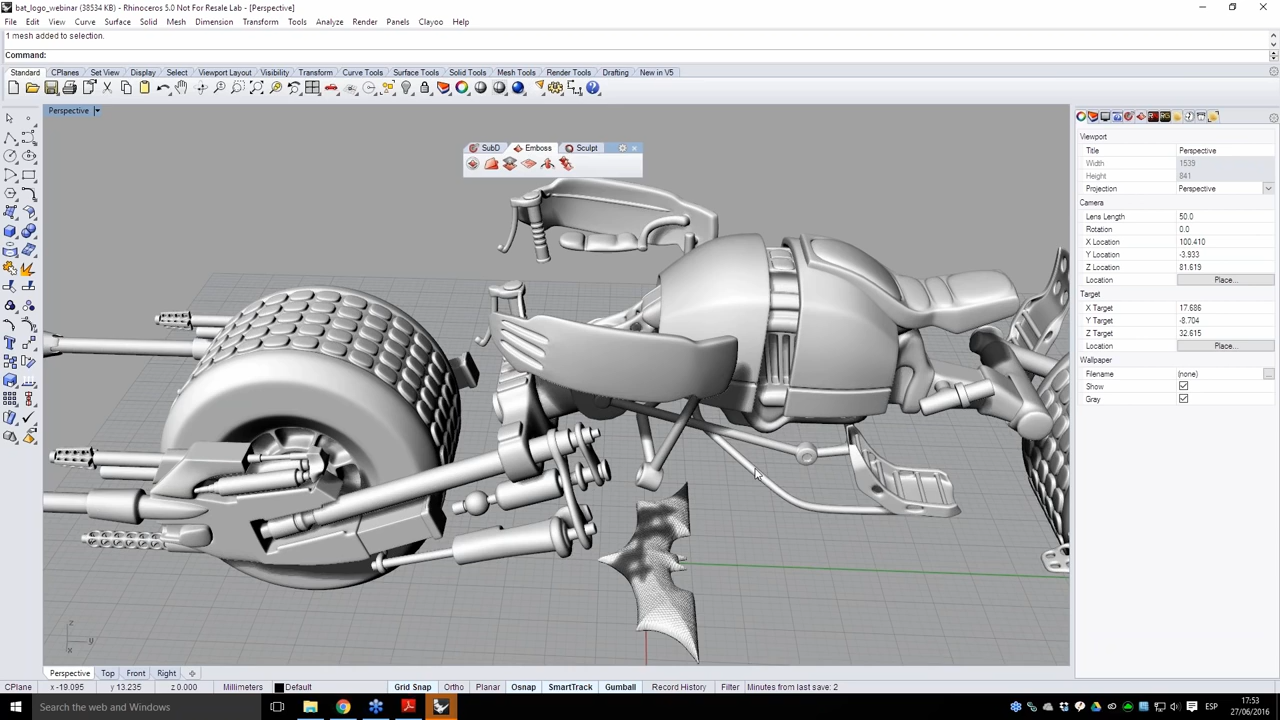 bat_logo_webinar (38534 KB) - Rhinoceros 5.0 Not For Resale Lab - [Perspective]
File Edit View Curve Surface Solid Mesh Dimension Transform Tools Analyze Render Panels Clayoo Help
1 mesh added to selection.
Command:
Standard CPlanes Set View Display Select Viewport Layout Visibility Transform Curve Tools Surface Tools Solid Tools Mesh Tools Render Tools Drafting New in V5
Perspective
SubD Emboss Sculpt
Viewport
Title Perspective
Width 1539
Height 841
Projection Perspective
Camera
Lens Length 50.0
Rotation 0.0
X Location 100.410
Y Location -3.933
Z Location 81.619
Location Place...
Target
X Target 17.686
Y Target -8.704
Z Target 32.615
Location Place...
Wallpaper
Filename (none) ...
Show
Gray
z
y
x
Perspective Top Front Right
CPlane x -19.095 y 13.235 z 0.000 Millimeters Default Grid Snap Ortho Planar Osnap SmartTrack Gumball Record History Filter Minutes from last save: 2
Search the web and Windows
ESP
17:53
27/06/2016